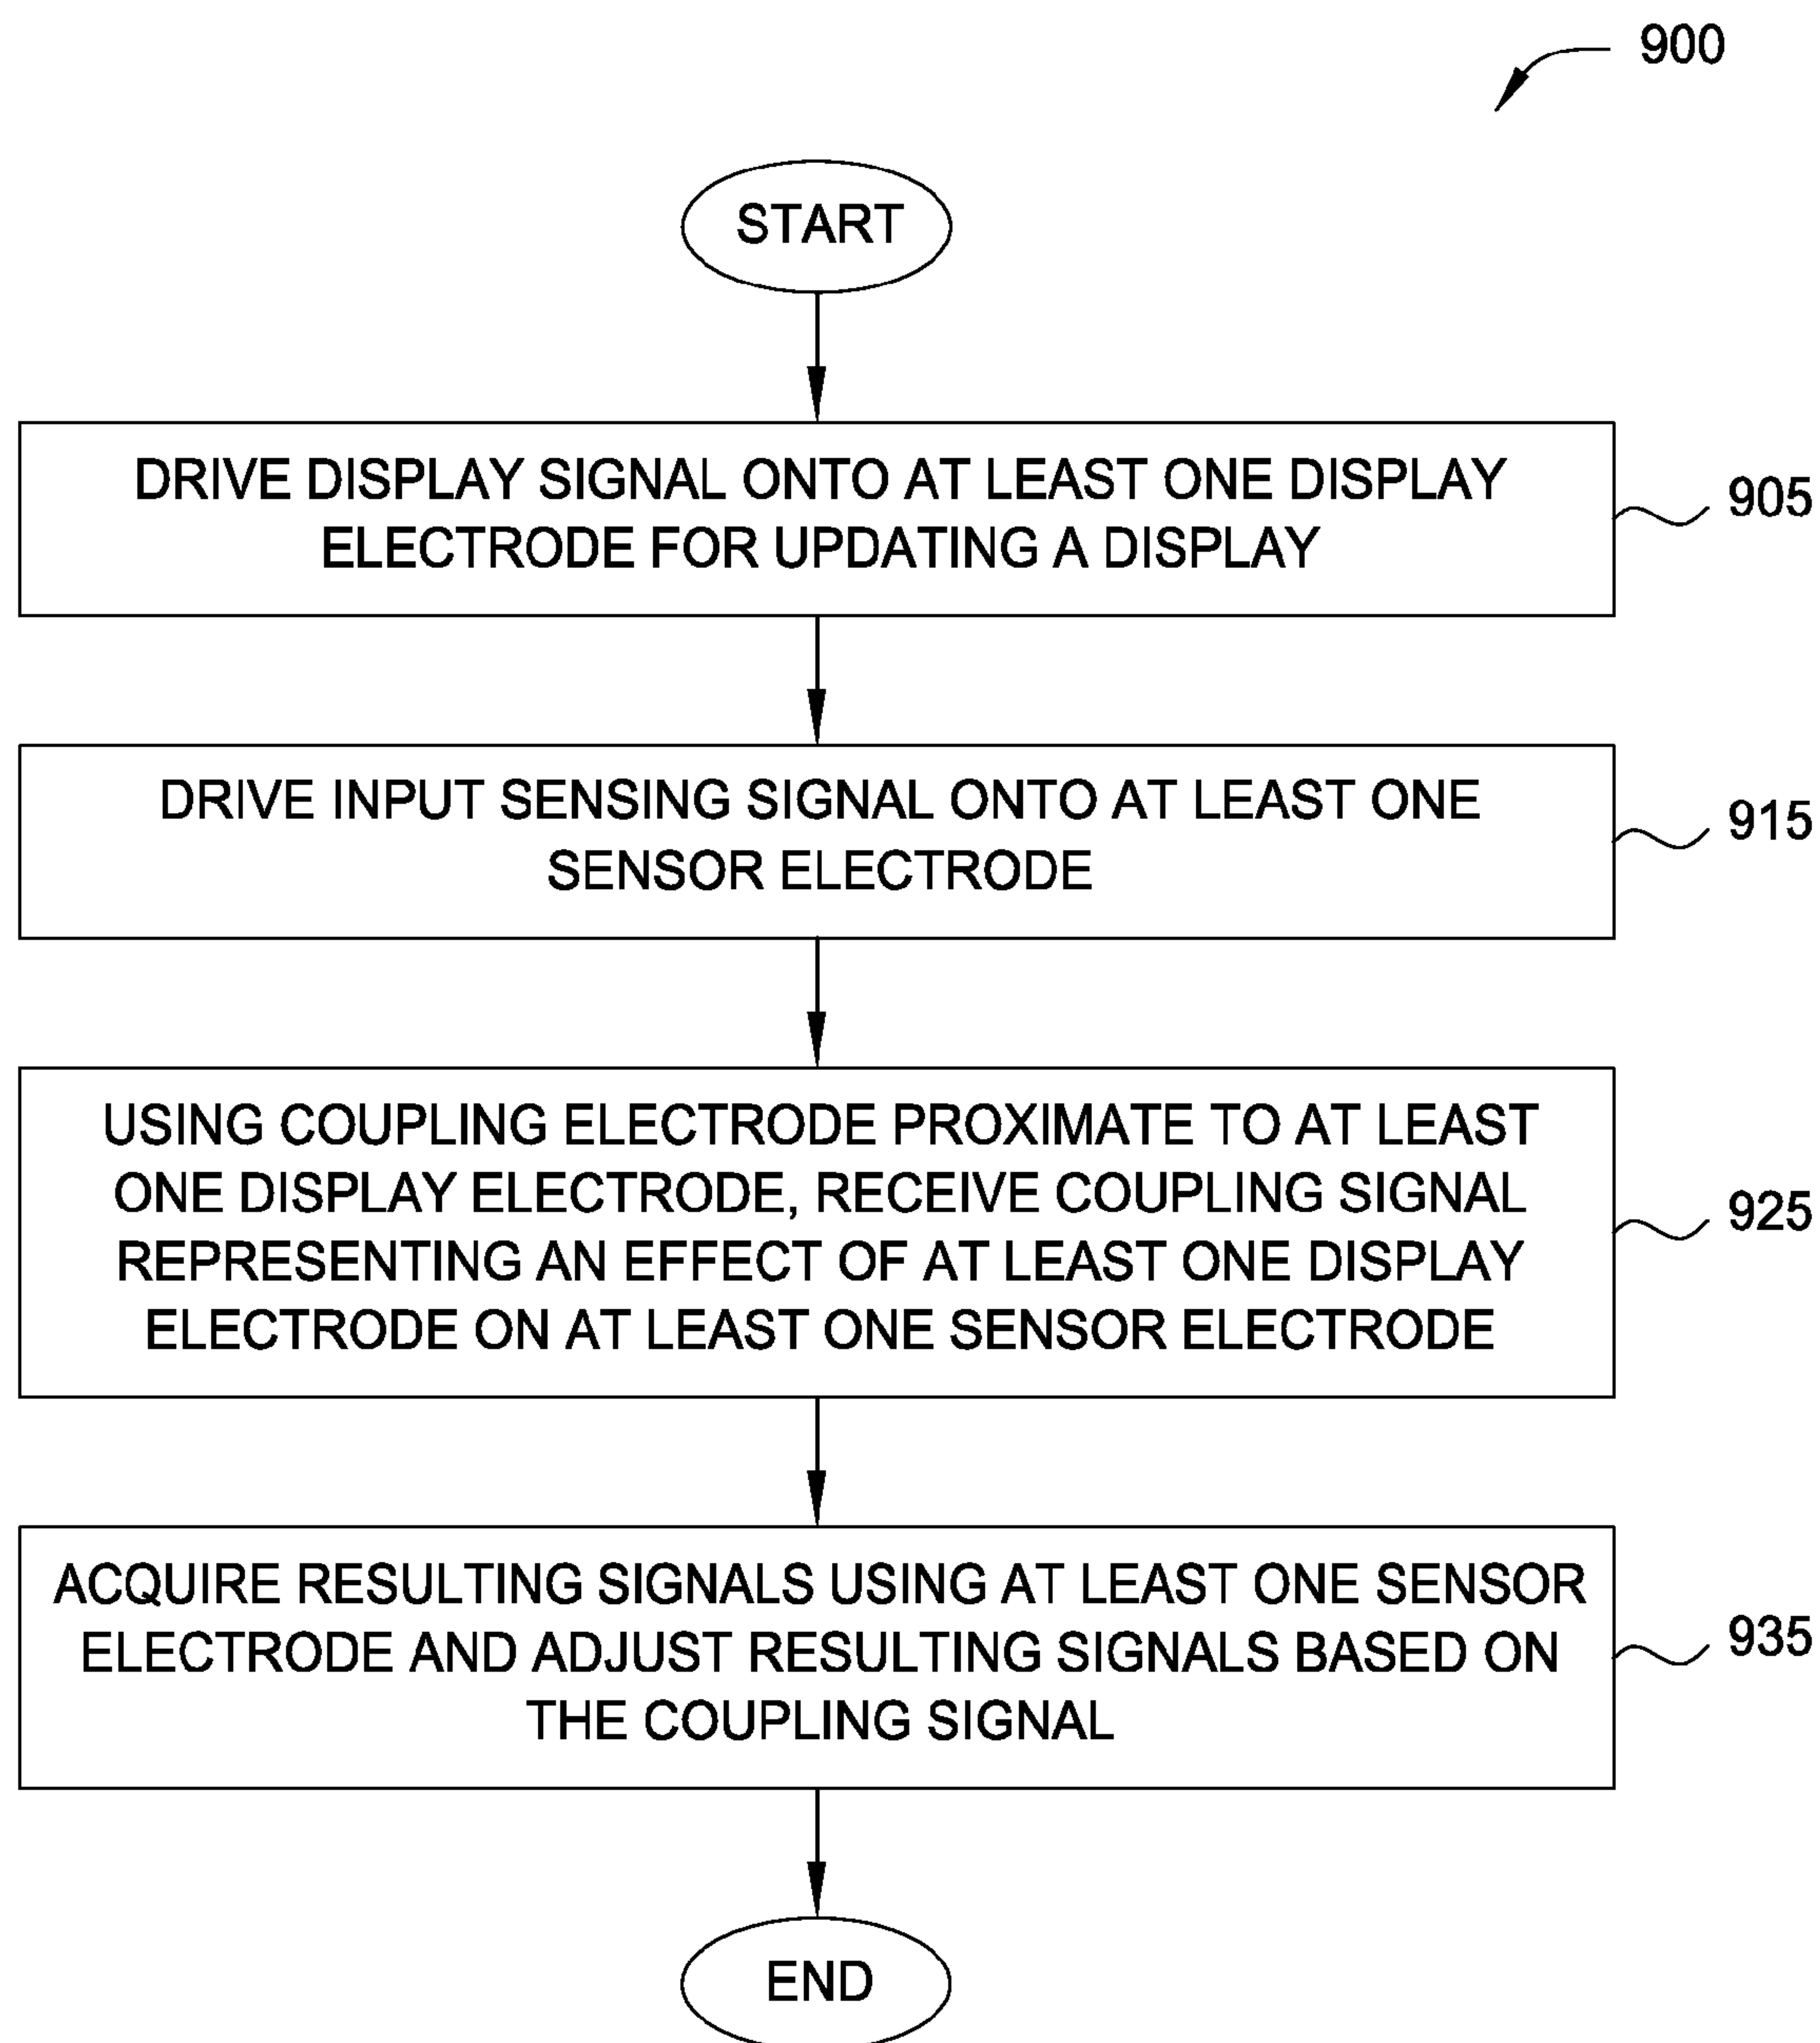 900
START
DRIVE DISPLAY SIGNAL ONTO AT LEAST ONE DISPLAY
ELECTRODE FOR UPDATING A DISPLAY
905
DRIVE INPUT SENSING SIGNAL ONTO AT LEAST ONE
SENSOR ELECTRODE
915
USING COUPLING ELECTRODE PROXIMATE TO AT LEAST
ONE DISPLAY ELECTRODE, RECEIVE COUPLING SIGNAL
REPRESENTING AN EFFECT OF AT LEAST ONE DISPLAY
ELECTRODE ON AT LEAST ONE SENSOR ELECTRODE
925
ACQUIRE RESULTING SIGNALS USING AT LEAST ONE SENSOR
ELECTRODE AND ADJUST RESULTING SIGNALS BASED ON
THE COUPLING SIGNAL
935
END